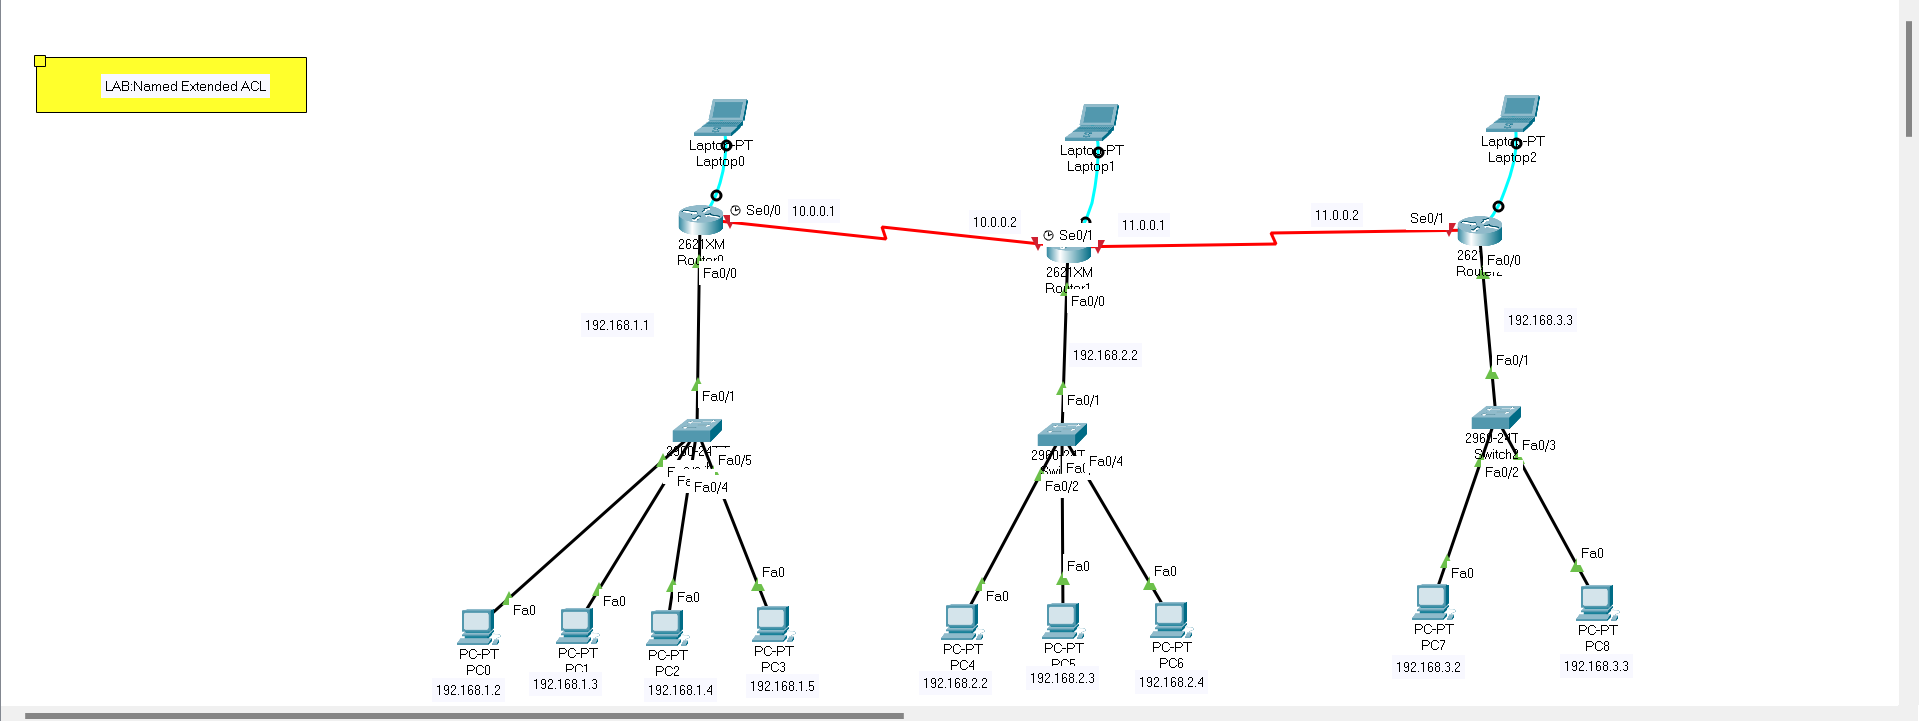 LAB:Named Extended ACL
Laptop-PT
Laptop0
Laptop-PT
Laptop1
Laptop-PT
Laptop2
Se0/0
10.0.0.1
10.0.0.2
Se0/1
11.0.0.1
11.0.0.2
Se0/1
2621XM
Router0
Fa0/0
2621XM
Router1
Fa0/0
262
Router2
Fa0/0
192.168.1.1
192.168.2.2
192.168.3.3
Fa0/1
Fa0/1
Fa0/1
Fa0/5
Fa0/4
Fa0/4
Fa0/2
Switch2
Fa0/3
Fa0/2
Fa0
Fa0
Fa0
Fa0
Fa0
Fa0
Fa0
Fa0
Fa0
PC-PT
PC0
192.168.1.2
PC-PT
PC1
192.168.1.3
PC-PT
PC2
192.168.1.4
PC-PT
PC3
192.168.1.5
PC-PT
PC4
192.168.2.2
PC-PT
PC5
192.168.2.3
PC-PT
PC6
192.168.2.4
PC-PT
PC7
192.168.3.2
PC-PT
PC8
192.168.3.3